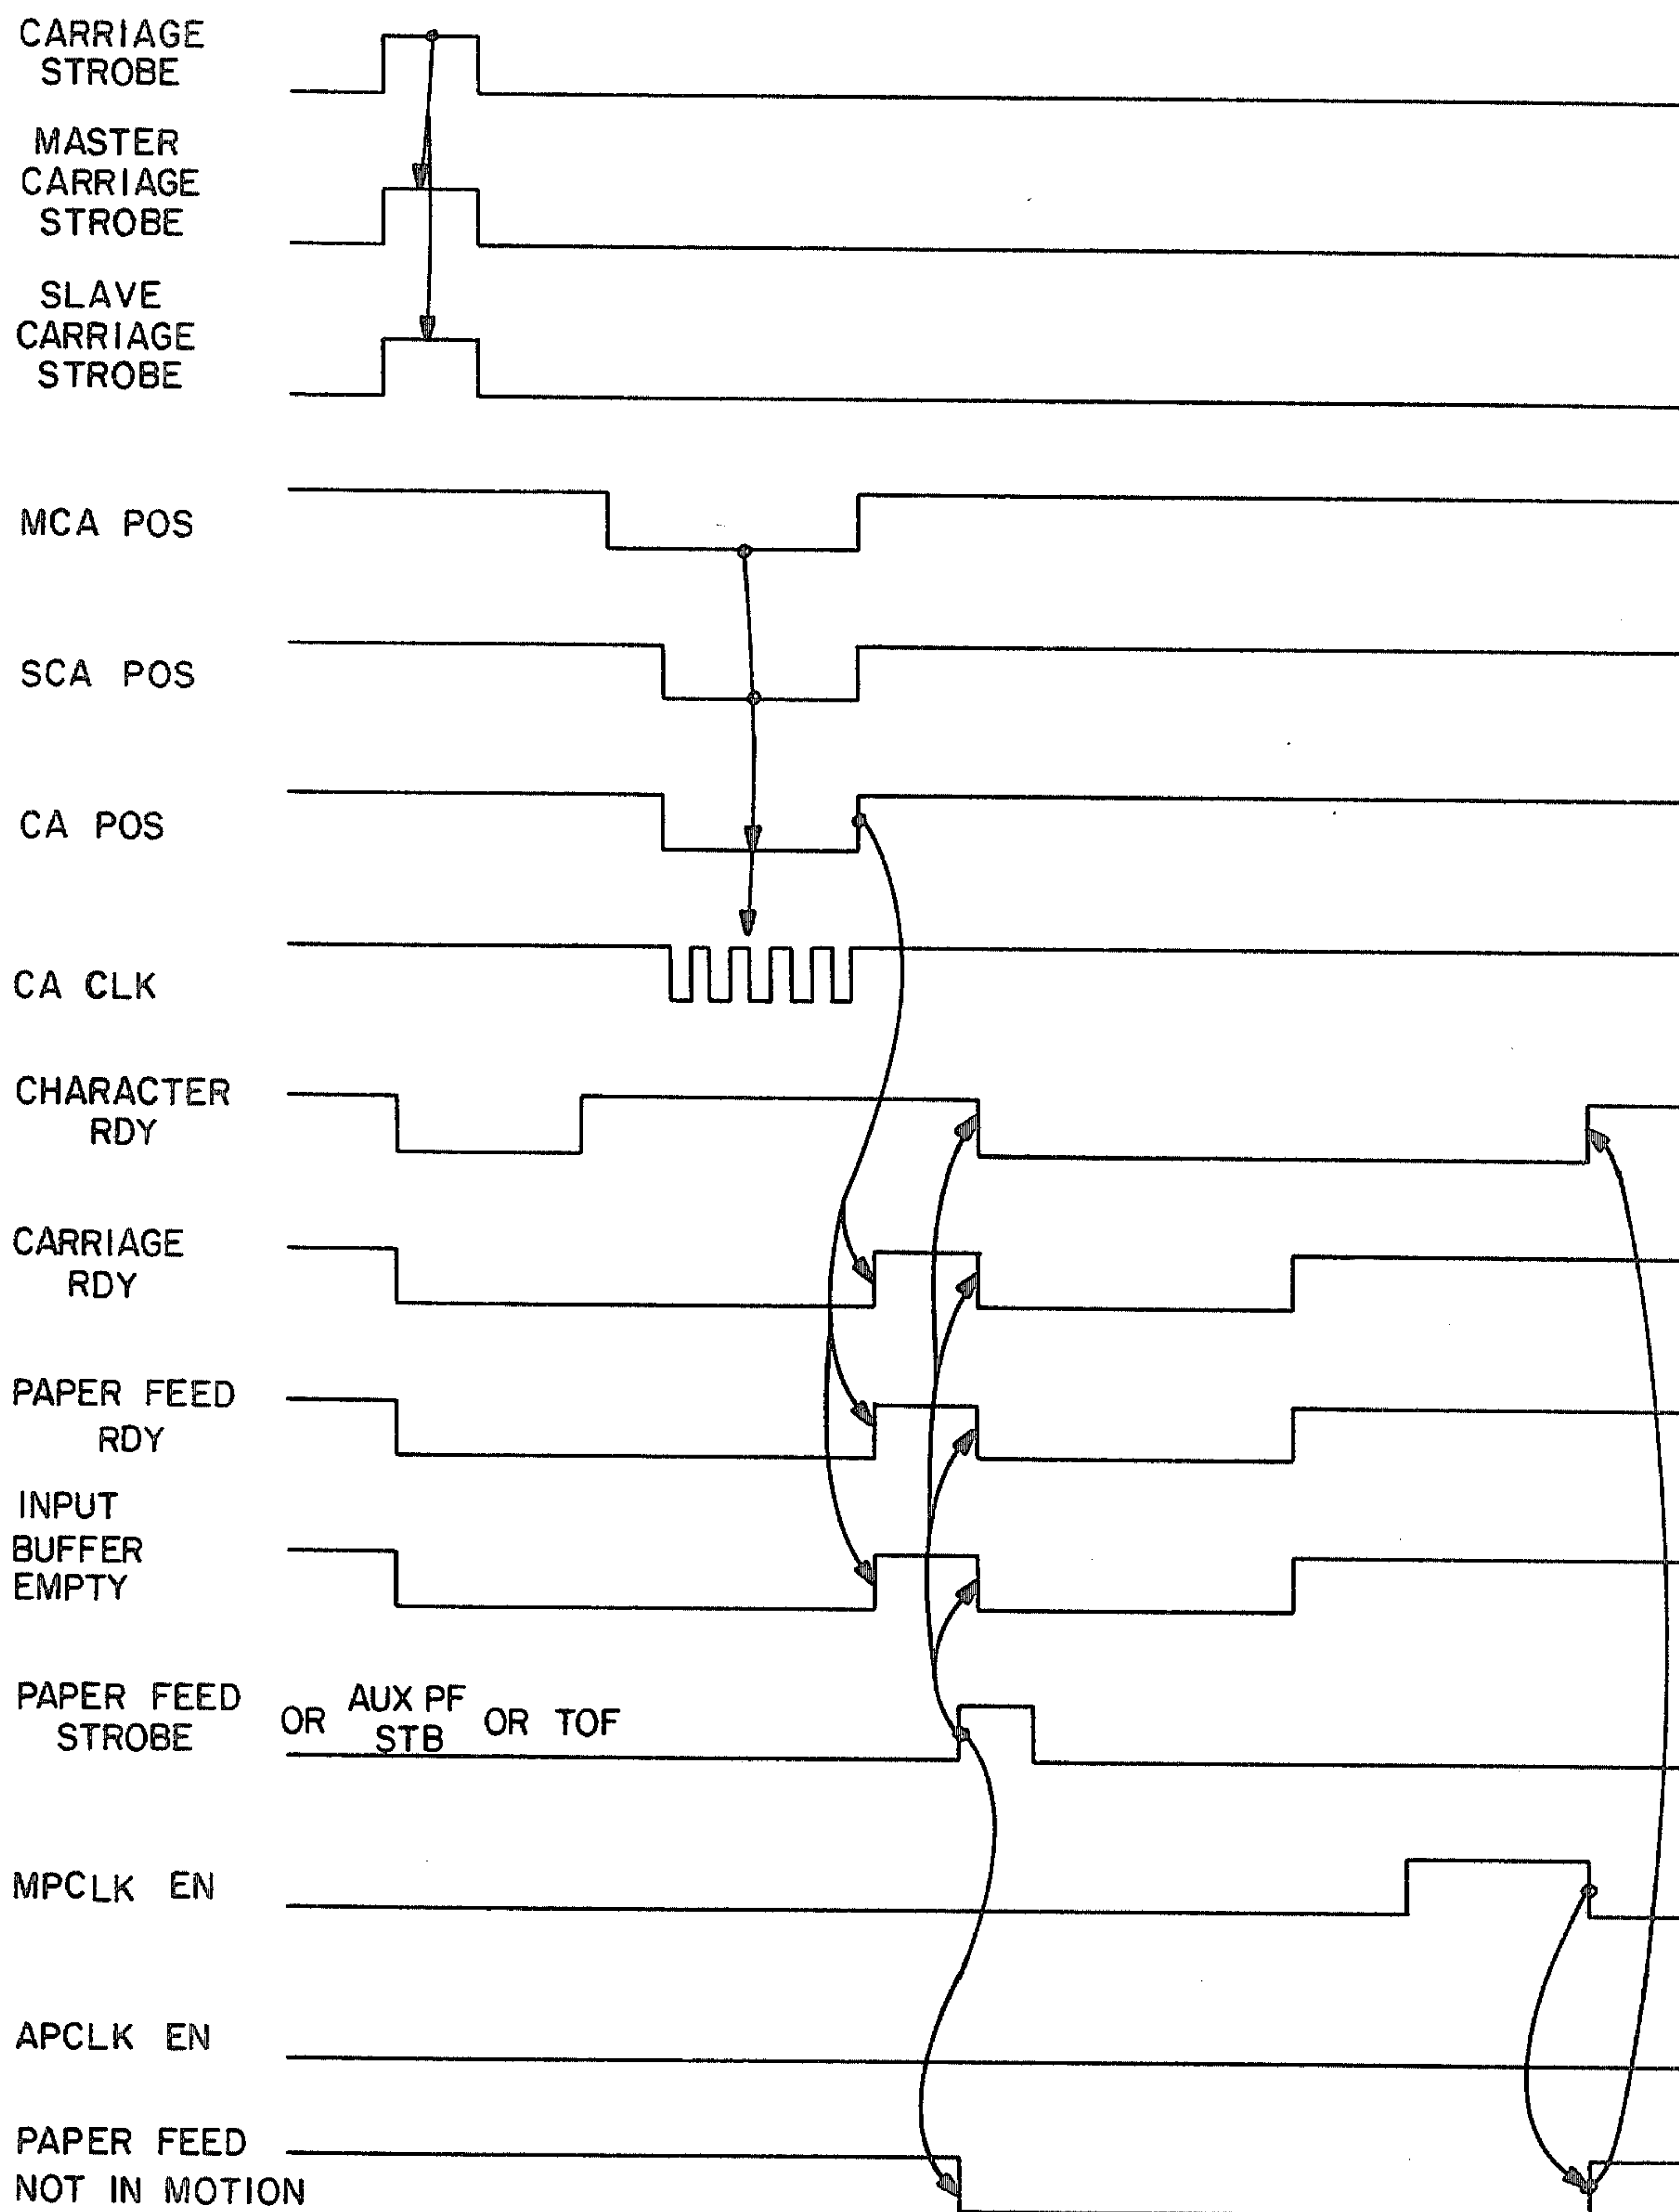 CARRIAGE
STROBE
MASTER
CARRIAGE
STROBE
SLAVE
CARRIAGE
STROBE
MCA POS
SCA POS
CA POS
CA CLK
CHARACTER
RDY
CARRIAGE
RDY
PAPER FEED
RDY
INPUT
BUFFER
EMPTY
PAPER FEED
STROBE
OR AUX PF
STB OR TOF
MPCLK EN
APCLK EN
PAPER FEED
NOT IN MOTION